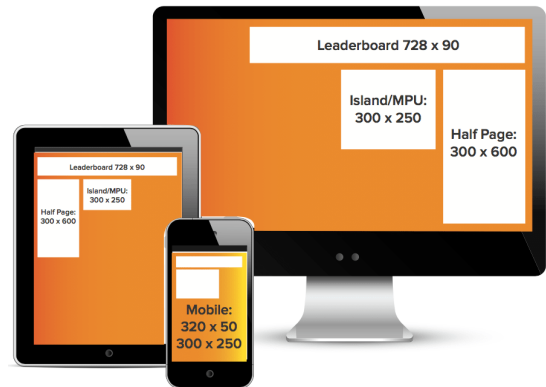 Leaderboard 728 x 90
Island/MPU:
300 x 250
Half Page:
300 x 600
Leaderboard 728 x 90
Island/MPU:
300 x 250
Half Page:
300 x 600
Mobile:
320 x 50
300 x 250